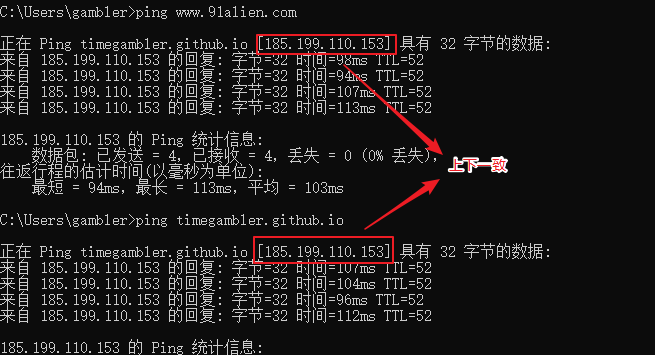 C:\Users\gambler>ping www.91alien.com
正在 Ping timegambler.github.io [185.199.110.153] 具有 32 字节的数据:
来自 185.199.110.153 的回复: 字节=32 时间=98ms TTL=52
来自 185.199.110.153 的回复: 字节=32 时间=94ms TTL=52
来自 185.199.110.153 的回复: 字节=32 时间=107ms TTL=52
来自 185.199.110.153 的回复: 字节=32 时间=113ms TTL=52
185.199.110.153 的 Ping 统计信息:
数据包: 已发送 = 4，已接收 = 4，丢失 = 0 (0% 丢失)，
往返行程的估计时间(以毫秒为单位):
最短 = 94ms，最长 = 113ms，平均 = 103ms
上下一致
C:\Users\gambler>ping timegambler.github.io
正在 Ping timegambler.github.io [185.199.110.153] 具有 32 字节的数据:
来自 185.199.110.153 的回复: 字节=32 时间=107ms TTL=52
来自 185.199.110.153 的回复: 字节=32 时间=104ms TTL=52
来自 185.199.110.153 的回复: 字节=32 时间=96ms TTL=52
来自 185.199.110.153 的回复: 字节=32 时间=112ms TTL=52
185.199.110.153 的 Ping 统计信息: